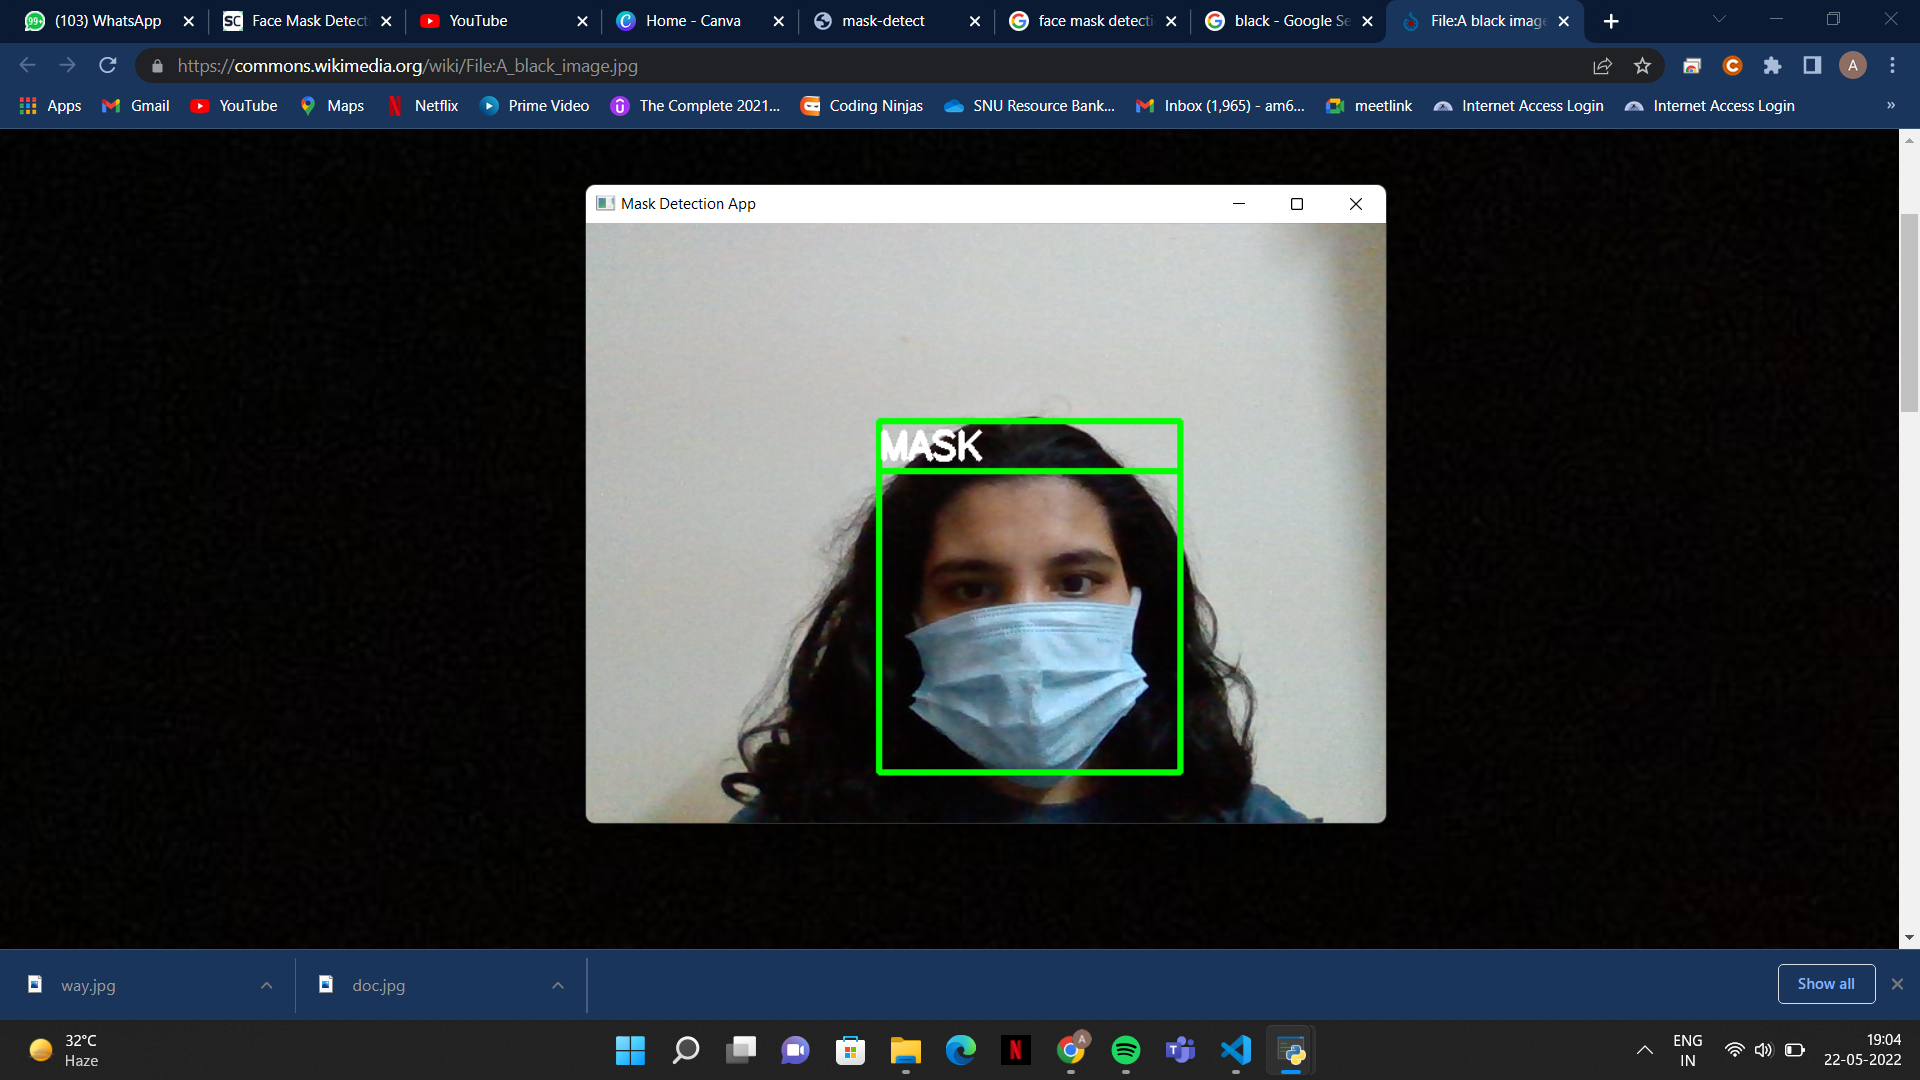 (103) WhatsApp
Face Mask Detect
YouTube
Home - Canva
mask-detect
face mask detecti
black - Google Se
File:A black image
https://commons.wikimedia.org/wiki/File:A_black_image.jpg
A
Apps
Gmail
YouTube
Maps
Netflix
Prime Video
The Complete 2021...
Coding Ninjas
SNU Resource Bank...
Inbox (1,965) - am6...
meetlink
Internet Access Login
Internet Access Login
»
Mask Detection App
MASK
way.jpg
doc.jpg
Show all
32°C
Haze
ENG
IN
19:04
22-05-2022